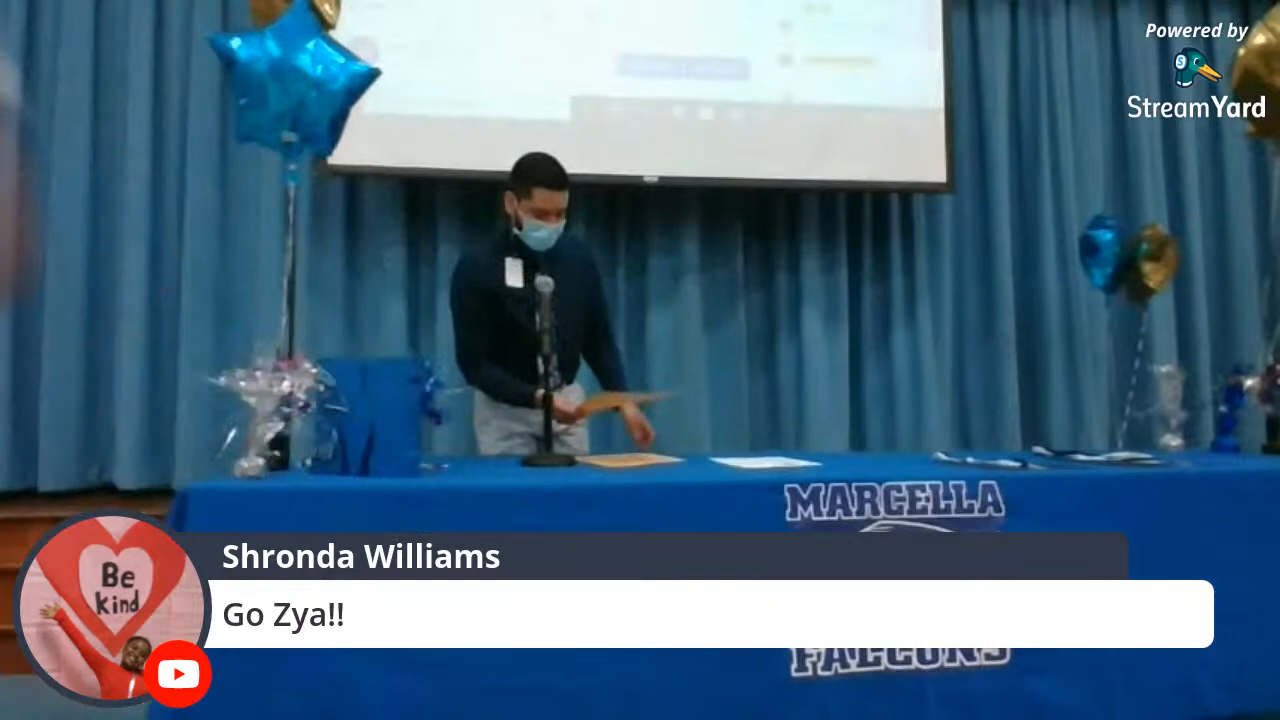 Powered by
StreamYard
MARCELLA
Be
kind
Shronda Williams
Go Zya!!
FALCONS